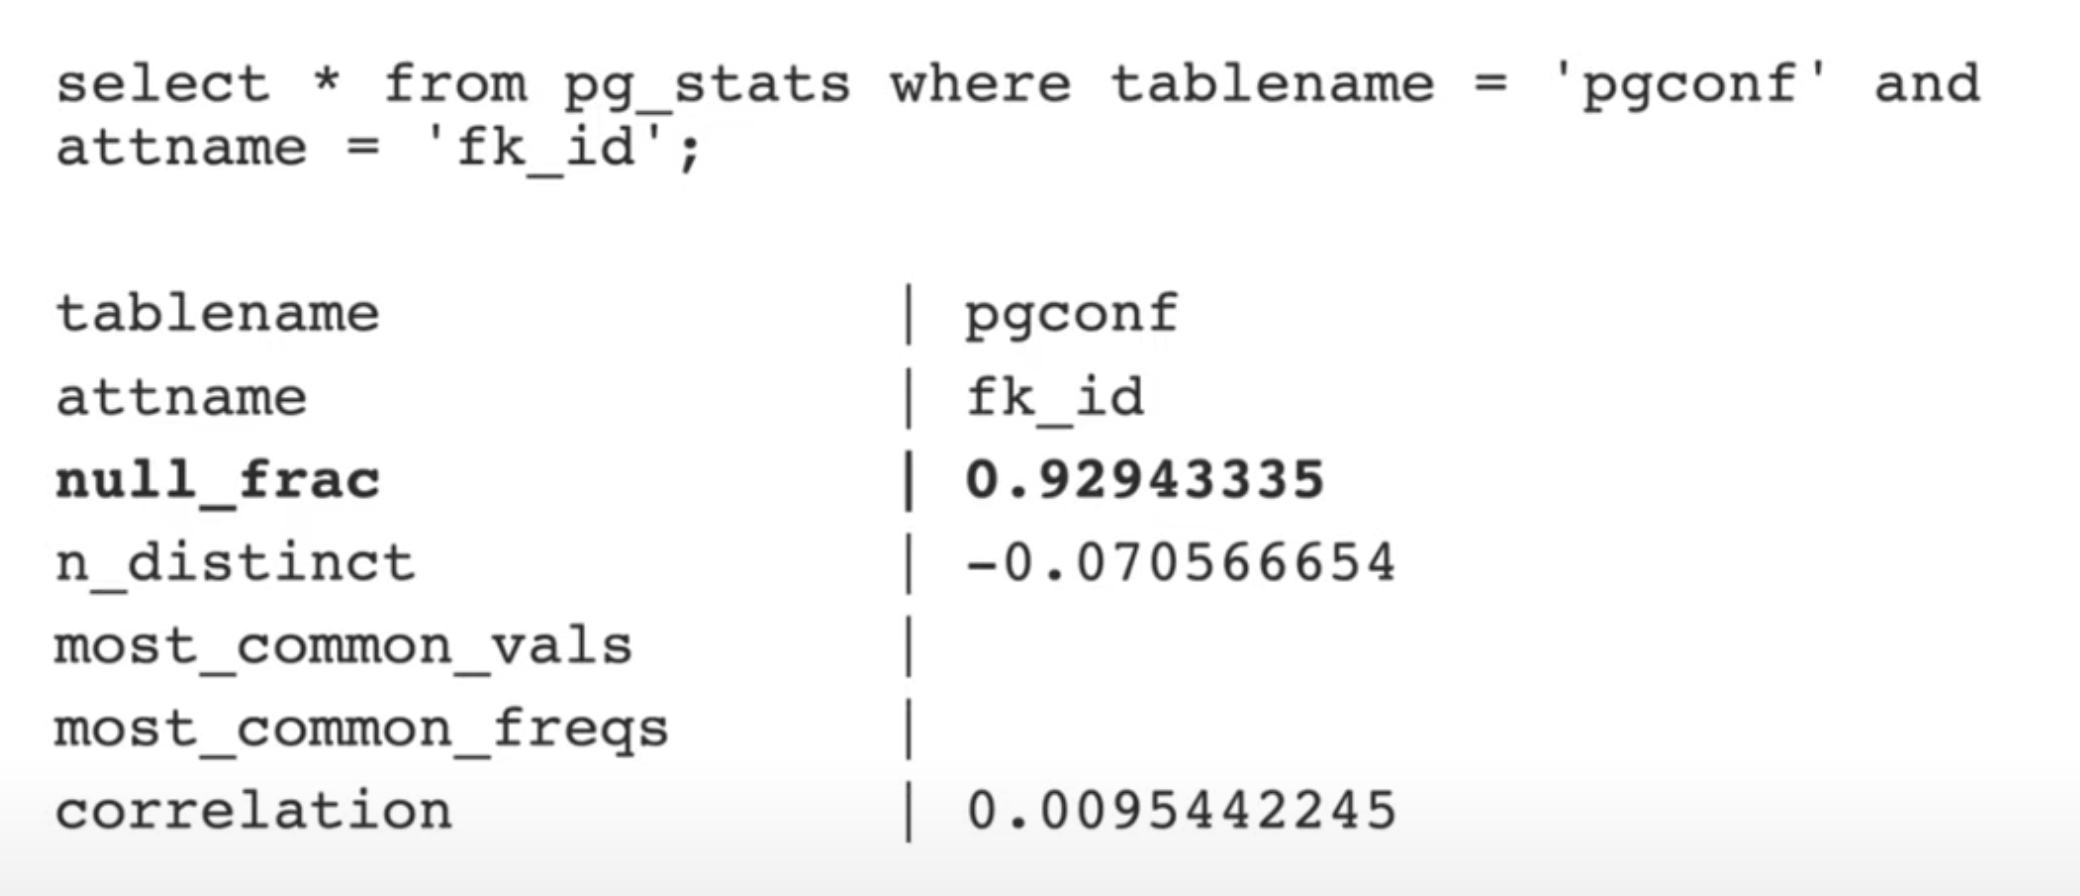 select * from pg_stats where tablename = 'pgconf' and
attname = 'fk_id';
tablename | pgconf
attname | fk_id
null_frac | 0.92943335
n_distinct | -0.070566654
most_common_vals |
most_common_freqs |
correlation | 0.0095442245